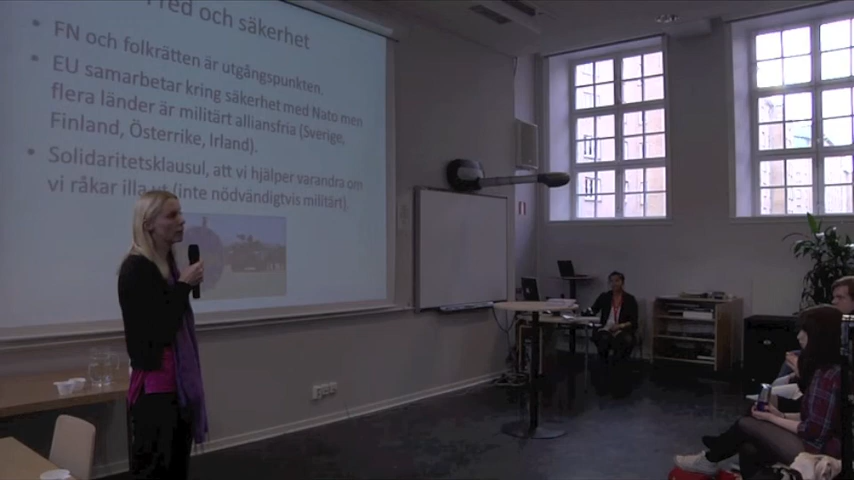 red och säkerhet
• FN och folkrätten är utgångspunkten.
• EU samarbetar kring säkerhet med Nato men
flera länder är militärt alliansfria (Sverige,
Finland, Österrike, Irland).
• Solidaritetsklausul, att vi hjälper varandra om
vi råkar illa ut (inte nödvändigtvis militärt).